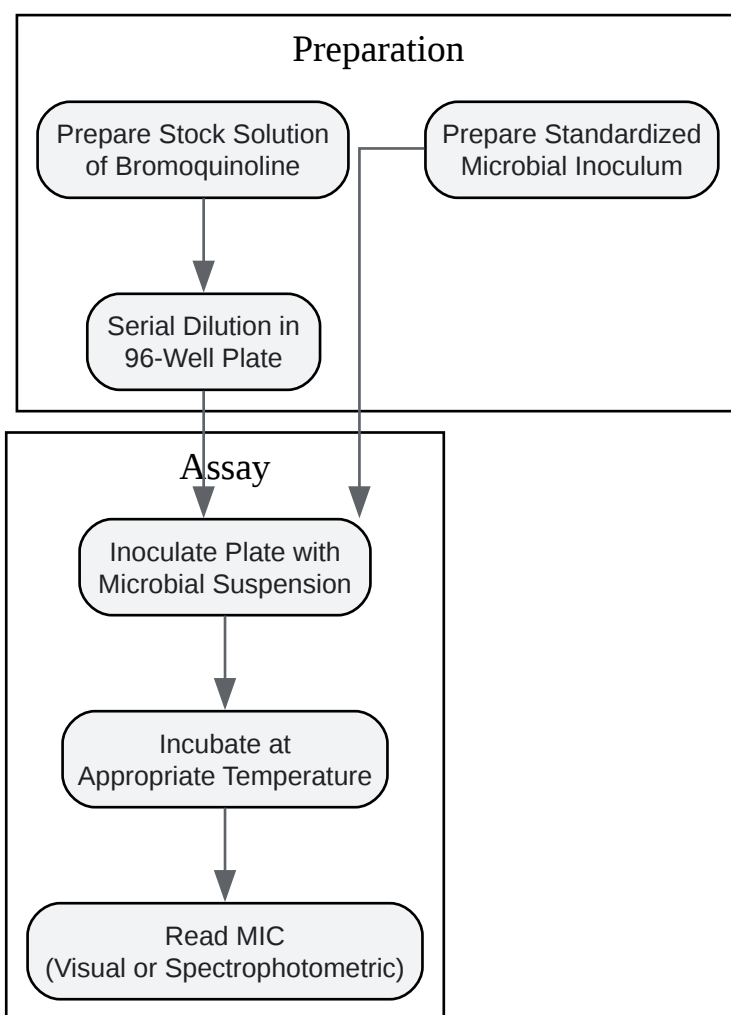 Preparation
Prepare Stock Solution
of Bromoquinoline
Prepare Standardized
Microbial Inoculum
Serial Dilution in
96-Well Plate
Assay
Inoculate Plate with
Microbial Suspension
Incubate at
Appropriate Temperature
Read MIC
(Visual or Spectrophotometric)